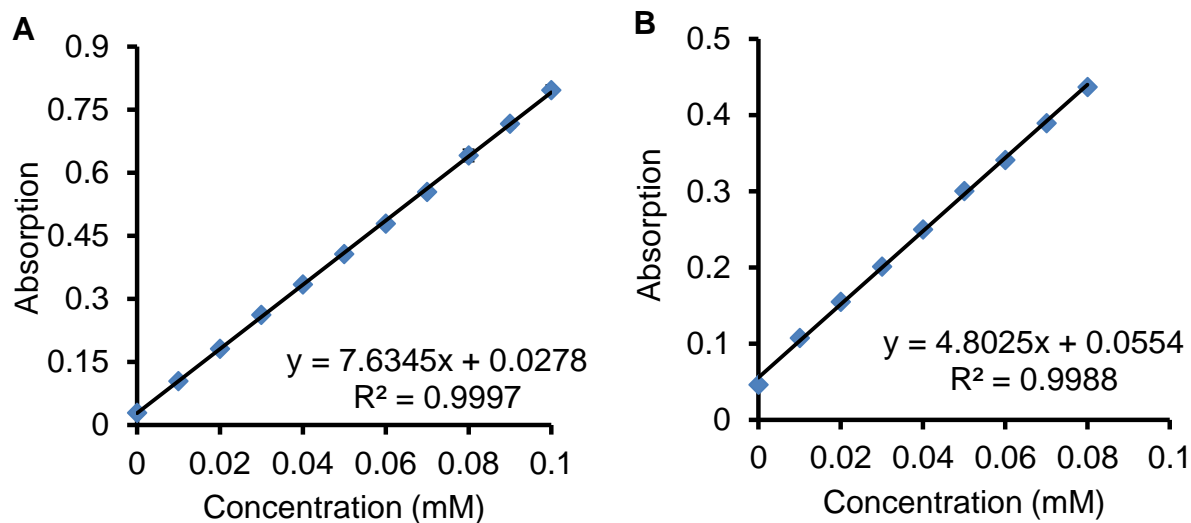 A
0.9
0.75
0.6
0.45
0.3
0.15
0
Absorption
y = 7.6345x + 0.0278
R² = 0.9997
0 0.02 0.04 0.06 0.08 0.1
Concentration (mM)
B
0.5
0.4
0.3
0.2
0.1
0
Absorption
y = 4.8025x + 0.0554
R² = 0.9988
0 0.02 0.04 0.06 0.08 0.1
Concentration (mM)